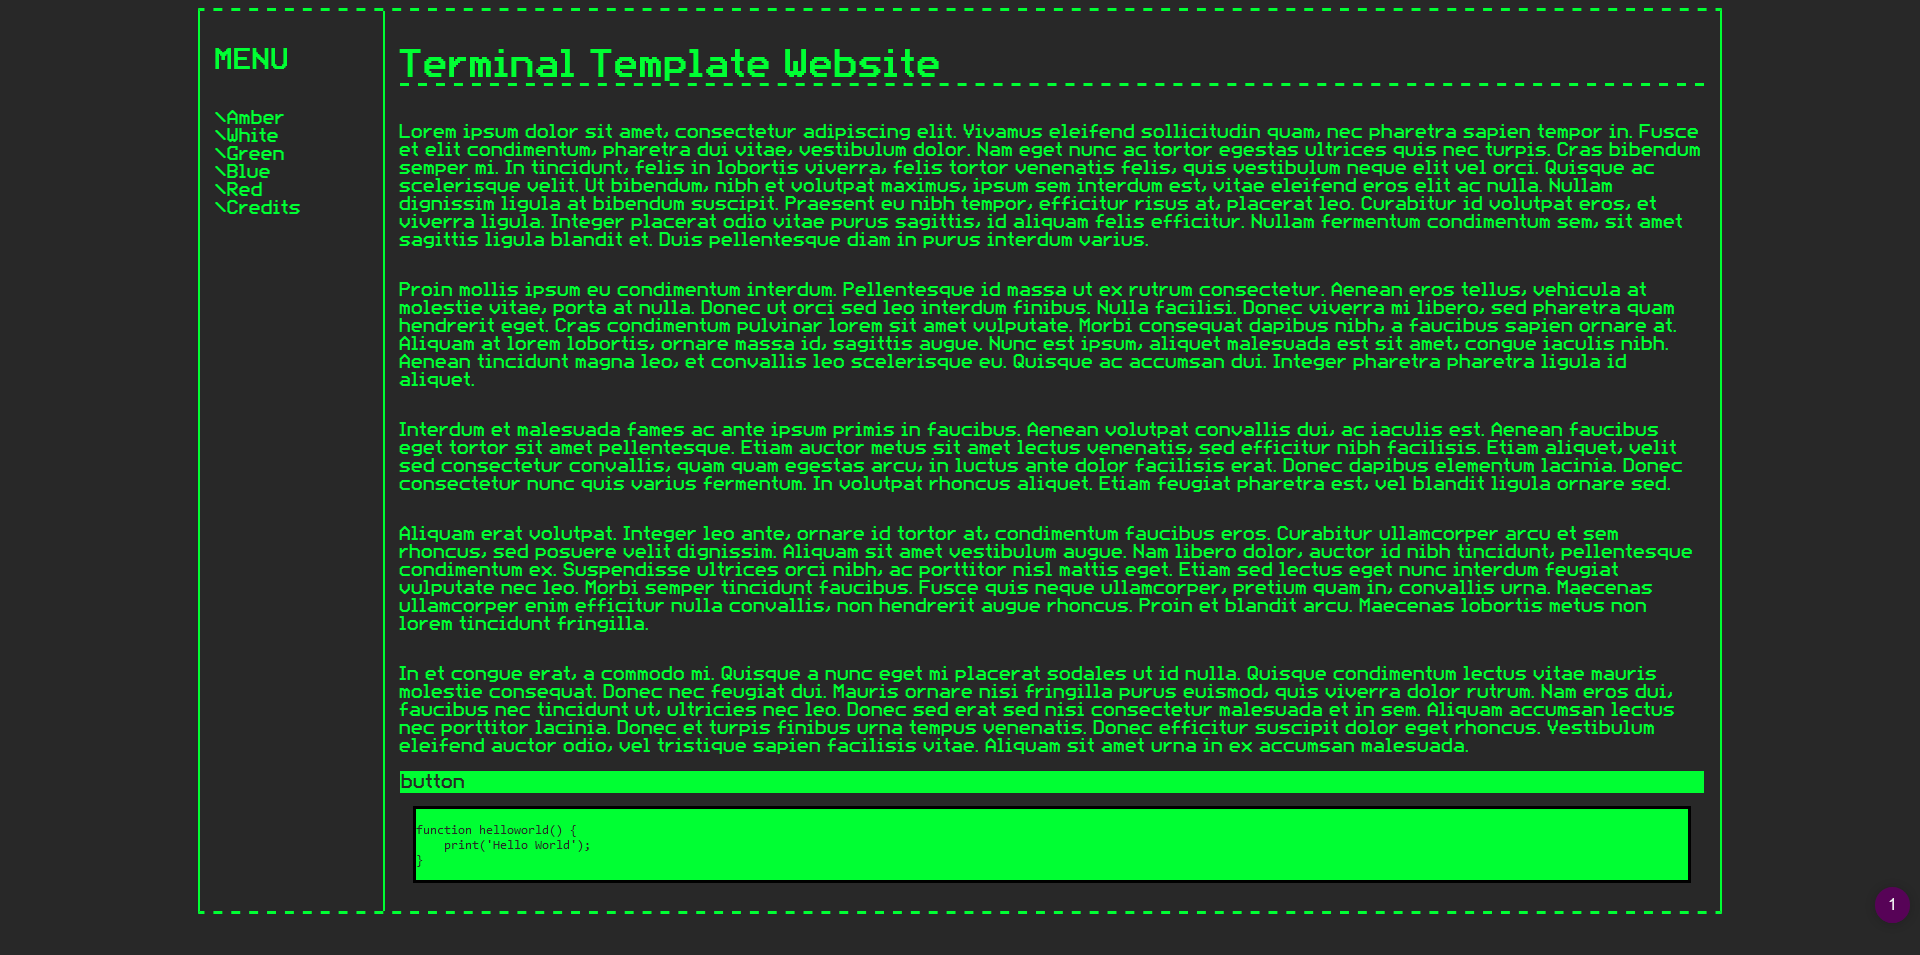 MENU
\Amber
\White
\Green
\Blue
\Red
\Credits
Terminal Template Website
Lorem ipsum dolor sit amet, consectetur adipiscing elit. Vivamus eleifend sollicitudin quam, nec pharetra sapien tempor in. Fusce
et elit condimentum, pharetra dui vitae, vestibulum dolor. Nam eget nunc ac tortor egestas ultrices quis nec turpis. Cras bibendum
semper mi. In tincidunt, felis in lobortis viverra, felis tortor venenatis felis, quis vestibulum neque elit vel orci. Quisque ac
scelerisque velit. Ut bibendum, nibh et volutpat maximus, ipsum sem interdum est, vitae eleifend eros elit ac nulla. Nullam
dignissim ligula at bibendum suscipit. Praesent eu nibh tempor, efficitur risus at, placerat leo. Curabitur id volutpat eros, et
viverra ligula. Integer placerat odio vitae purus sagittis, id aliquam felis efficitur. Nullam fermentum condimentum sem, sit amet
sagittis ligula blandit et. Duis pellentesque diam in purus interdum varius.
Proin mollis ipsum eu condimentum interdum. Pellentesque id massa ut ex rutrum consectetur. Aenean eros tellus, vehicula at
molestie vitae, porta at nulla. Donec ut orci sed leo interdum finibus. Nulla facilisi. Donec viverra mi libero, sed pharetra quam
hendrerit eget. Cras condimentum pulvinar lorem sit amet vulputate. Morbi consequat dapibus nibh, a faucibus sapien ornare at.
Aliquam at lorem lobortis, ornare massa id, sagittis augue. Nunc est ipsum, aliquet malesuada est sit amet, congue iaculis nibh.
Aenean tincidunt magna leo, et convallis leo scelerisque eu. Quisque ac accumsan dui. Integer pharetra pharetra ligula id
aliquet.
Interdum et malesuada fames ac ante ipsum primis in faucibus. Aenean volutpat convallis dui, ac iaculis est. Aenean faucibus
eget tortor sit amet pellentesque. Etiam auctor metus sit amet lectus venenatis, sed efficitur nibh facilisis. Etiam aliquet, velit
sed consectetur convallis, quam quam egestas arcu, in luctus ante dolor facilisis erat. Donec dapibus elementum lacinia. Donec
consectetur nunc quis varius fermentum. In volutpat rhoncus aliquet. Etiam feugiat pharetra est, vel blandit ligula ornare sed.
Aliquam erat volutpat. Integer leo ante, ornare id tortor at, condimentum faucibus eros. Curabitur ullamcorper arcu et sem
rhoncus, sed posuere velit dignissim. Aliquam sit amet vestibulum augue. Nam libero dolor, auctor id nibh tincidunt, pellentesque
condimentum ex. Suspendisse ultrices orci nibh, ac porttitor nisl mattis eget. Etiam sed lectus eget nunc interdum feugiat
vulputate nec leo. Morbi semper tincidunt faucibus. Fusce quis neque ullamcorper, pretium quam in, convallis urna. Maecenas
ullamcorper enim efficitur nulla convallis, non hendrerit augue rhoncus. Proin et blandit arcu. Maecenas lobortis metus non
lorem tincidunt fringilla.
In et congue erat, a commodo mi. Quisque a nunc eget mi placerat sodales ut id nulla. Quisque condimentum lectus vitae mauris
molestie consequat. Donec nec feugiat dui. Mauris ornare nisi fringilla purus euismod, quis viverra dolor rutrum. Nam eros dui,
faucibus nec tincidunt ut, ultricies nec leo. Donec sed erat sed nisi consectetur malesuada et in sem. Aliquam accumsan lectus
nec porttitor lacinia. Donec et turpis finibus urna tempus venenatis. Donec efficitur suscipit dolor eget rhoncus. Vestibulum
eleifend auctor odio, vel tristique sapien facilisis vitae. Aliquam sit amet urna in ex accumsan malesuada.
button
function helloworld() {
    print('Hello World');
}
1